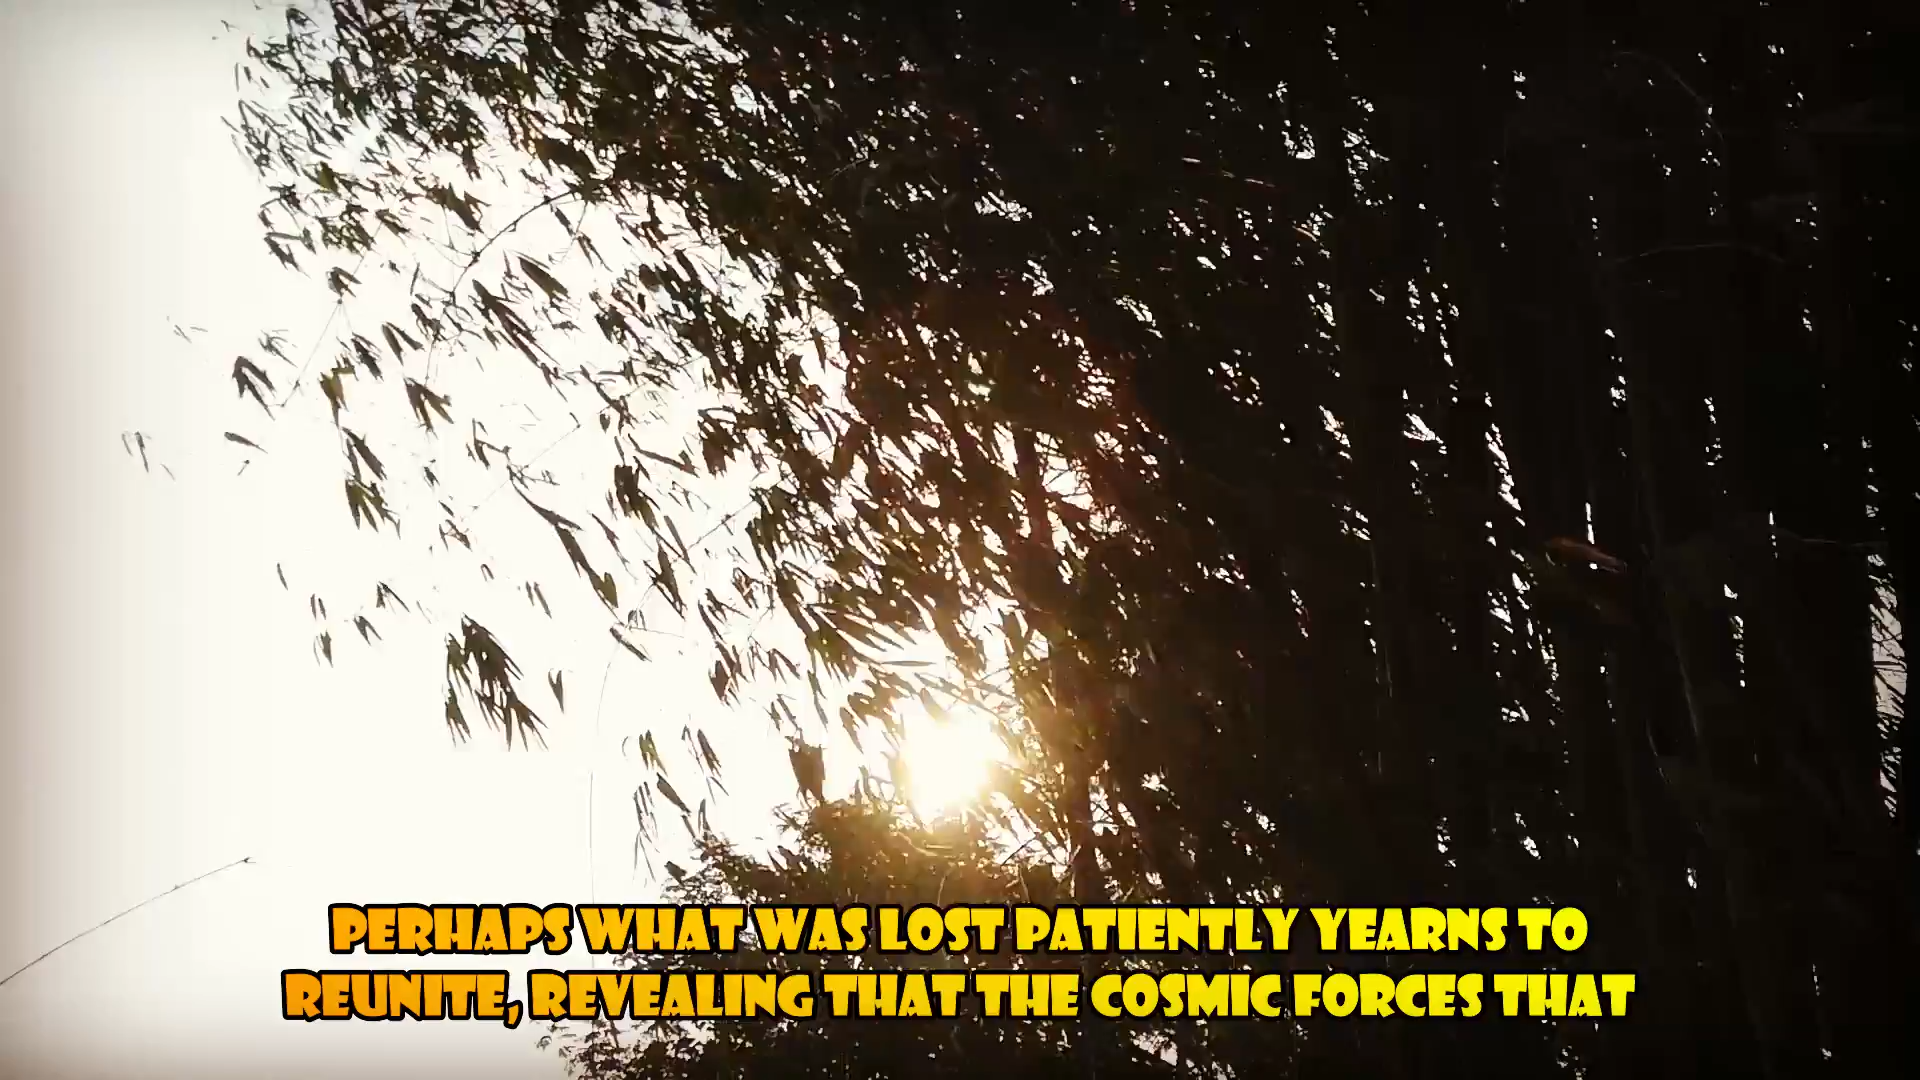 PERHAPS WHAT WAS LOST PATIENTLY YEARNS TO
REUNITE, REVEALING THAT THE COSMIC FORCES THAT